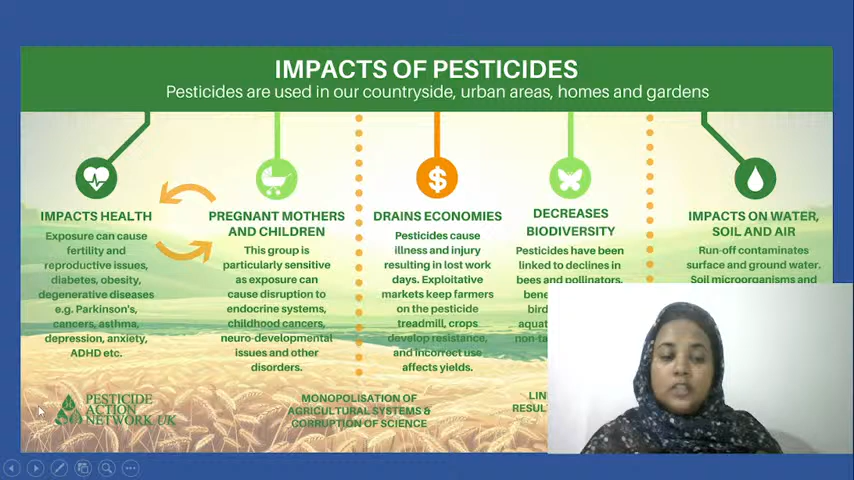 IMPACTS OF PESTICIDES
Pesticides are used in our countryside, urban areas, homes and gardens
IMPACTS HEALTH
Exposure can cause
fertility and
reproductive issues,
diabetes, obesity,
degenerative diseases
e.g. Parkinson's,
cancers, asthma,
depression, anxiety,
ADHD etc.
PREGNANT MOTHERS
AND CHILDREN
This group is
particularly sensitive
as exposure can
cause disruption to
endocrine systems,
childhood cancers,
neuro-developmental
issues and other
disorders.
$
DRAINS ECONOMIES
Pesticides cause
illness and injury
resulting in lost work
days. Exploitative
markets keep farmers
on the pesticide
treadmill, crops
develop resistance,
and incorrect use
affects yields.
DECREASES
BIODIVERSITY
Pesticides have been
linked to declines in
bees and pollinators,
IMPACTS ON WATER,
SOIL AND AIR
Run-off contaminates
surface and ground water.
Soil microorganisms and
PESTICIDE
ACTION
NETWORK UK
MONOPOLISATION OF
AGRICULTURAL SYSTEMS &
CORRUPTION OF SCIENCE